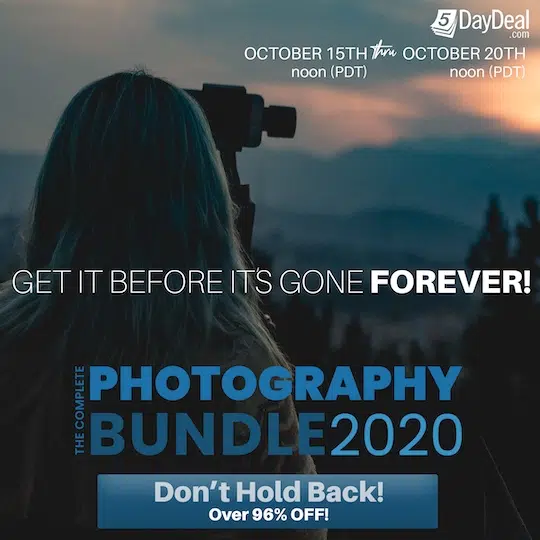 5DayDeal
.com
OCTOBER 15TH thru OCTOBER 20TH
noon (PDT) noon (PDT)
GET IT BEFORE IT'S GONE FOREVER!
THE COMPLETE
PHOTOGRAPHY
BUNDLE2020
Don't Hold Back!
Over 96% OFF!